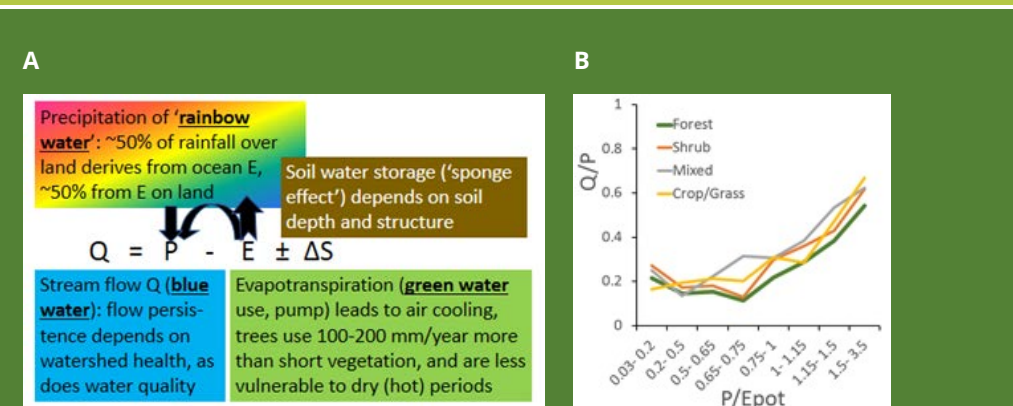 A
Precipitation of ‘rainbow
water’: ~50% of rainfall over
land derives from ocean E,
~50% from E on land
Soil water storage (‘sponge
effect’) depends on soil
depth and structure
Q = P - E ± ΔS
Stream flow Q (blue
water): flow persis-
tence depends on
watershed health, as
does water quality
Evapotranspiration (green water
use, pump) leads to air cooling,
trees use 100-200 mm/year more
than short vegetation, and are less
vulnerable to dry (hot) periods
B
Q/P
1
0.8
0.6
0.4
0.2
0
Forest
Shrub
Mixed
Crop/Grass
0.03- 0.2
0.2- 0.5
0.5- 0.65
0.65- 0.75
0.75- 1
1- 1.15
1.15- 1.5
1.5- 3.5
P/Epot